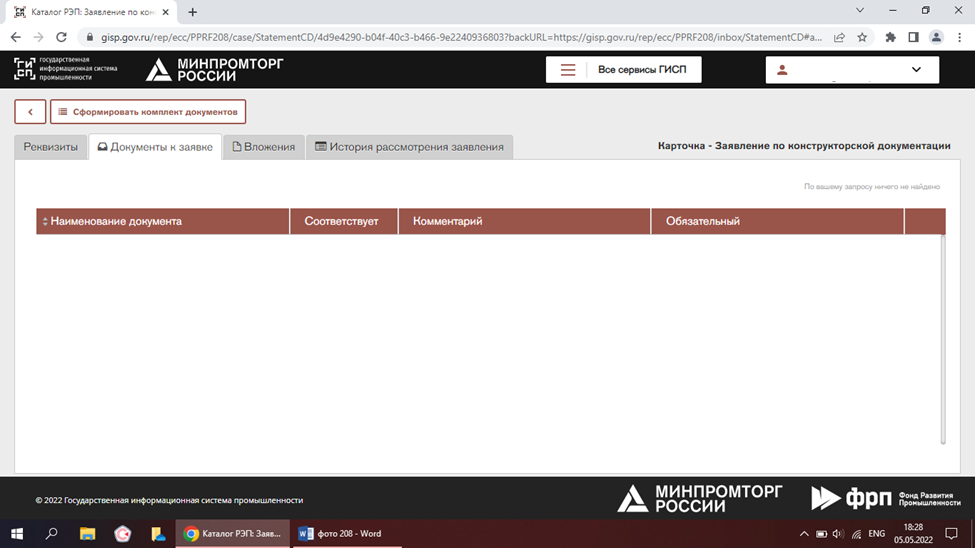 Каталог РЭП: Заявление по кон
gisp.gov.ru/rep/ecc/PPRF208/case/StatementCD/4d9e4290-b04f-40c3-b466-9e2240936803?backURL=https://gisp.gov.ru/rep/ecc/PPRF208/inbox/StatementCD#a...
ГИСП
государственная
информационная система
промышленности
МИНПРОМТОРГ
РОССИИ
Все сервисы ГИСП
Сформировать комплект документов
Реквизиты
Документы к заявке
Вложения
История рассмотрения заявления
Карточка - Заявление по конструкторской документации
По вашему запросу ничего не найдено
Наименование документа
Соответствует
Комментарий
Обязательный
© 2022 Государственная информационная система промышленности
МИНПРОМТОРГ
РОССИИ
фрп
Фонд Развития
Промышленности
Каталог РЭП: Заяв...
фото 208 - Word
ENG
18:28
05.05.2022